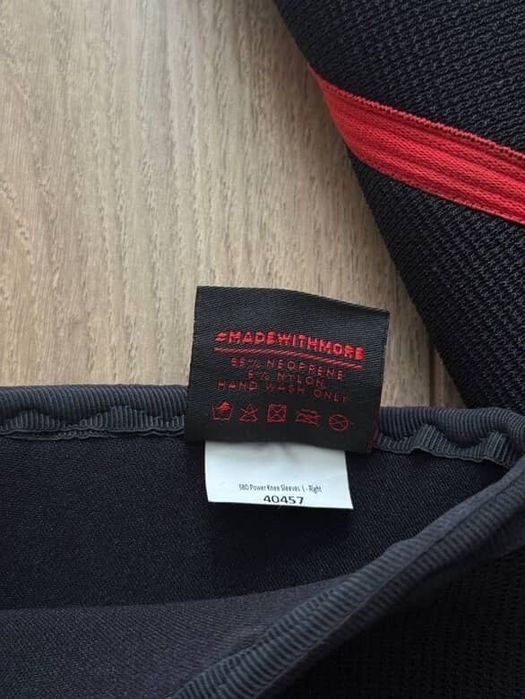 #MADEWITHMORE
95% NEOPRENE
5% NYLON
HAND WASH ONLY
SBD Power Knee Sleeves L - Right
40457